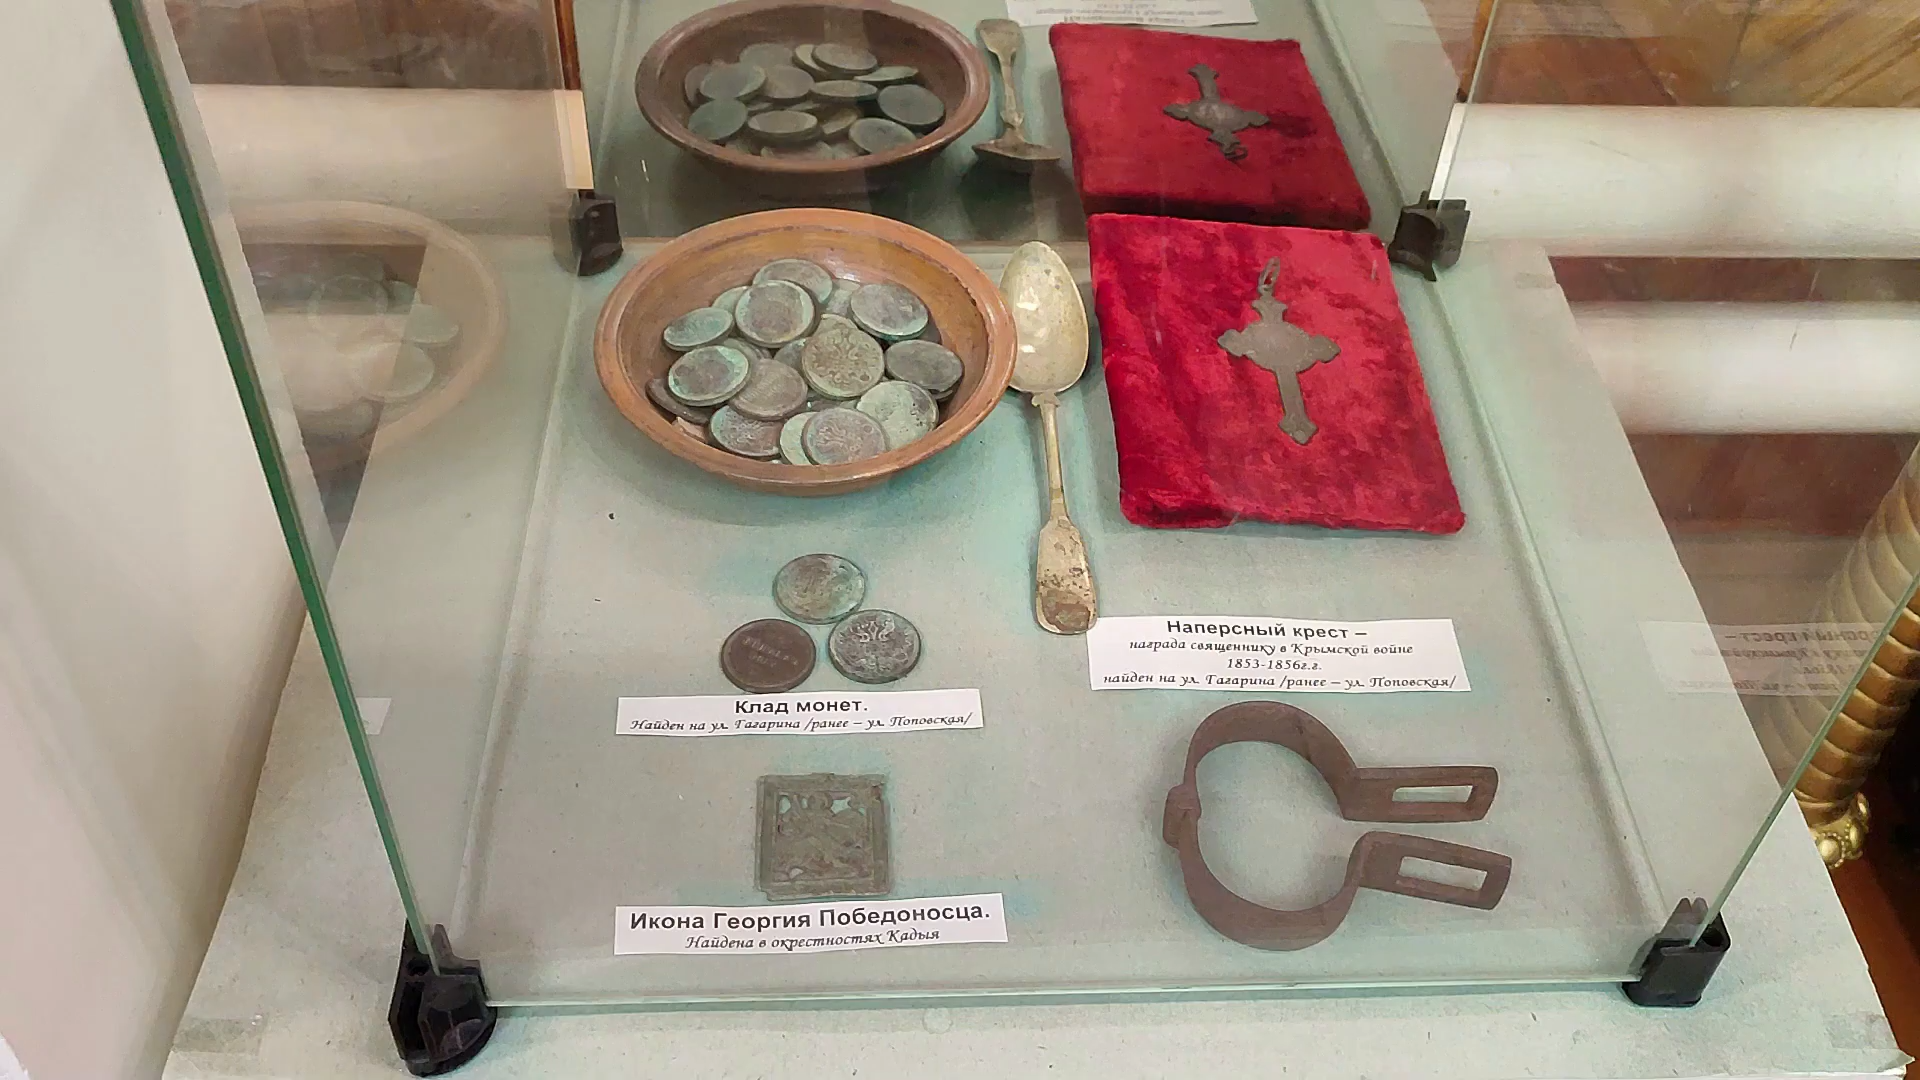 Наперсный крест –
награда священнику в Крымской войне
1853-1856г.г.
найден на ул. Гагарина /ранее – ул. Поповская/
Клад монет.
Найден на ул. Гагарина /ранее – ул. Поповская/
Икона Георгия Победоносца.
Найдена в окрестностях Кадыя